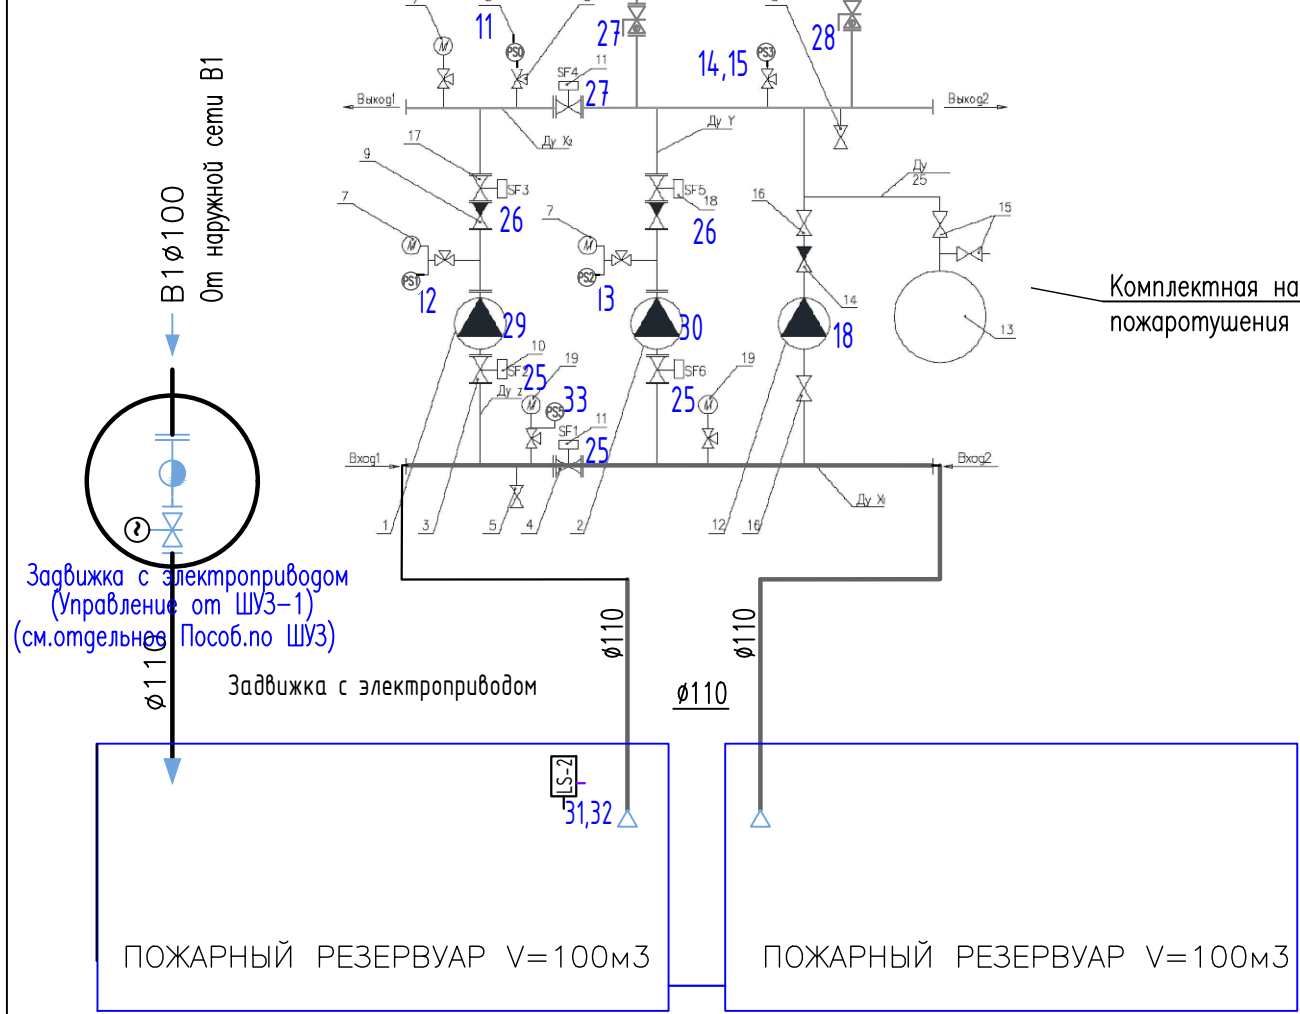 11
27
28
14,15
M
PS0
PS3
SF4
11
27
Выход1
Выход2
Ду X2
Ду Y
17
9
7
SF3
26
7
SF5
18
26
16
Ду
25
15
M
PS1
12
M
PS2
13
14
13
29
30
18
10
SF2
25
19
Ду Z
M
PS5
33
SF1
11
25
SF6
25
M
19
Вход1
Вход2
Ду X1
1
3
5
4
2
12
16
В1ø100
От наружной сети В1
Комплектная на
пожаротушения
~
Задвижка с электроприводом
(Управление от ШУЗ-1)
(см.отдельное Пособ.по ШУЗ)
ø110
Задвижка с электроприводом
ø110
ø110
ø110
LS-2
31,32
ПОЖАРНЫЙ РЕЗЕРВУАР V=100м3
ПОЖАРНЫЙ РЕЗЕРВУАР V=100м3